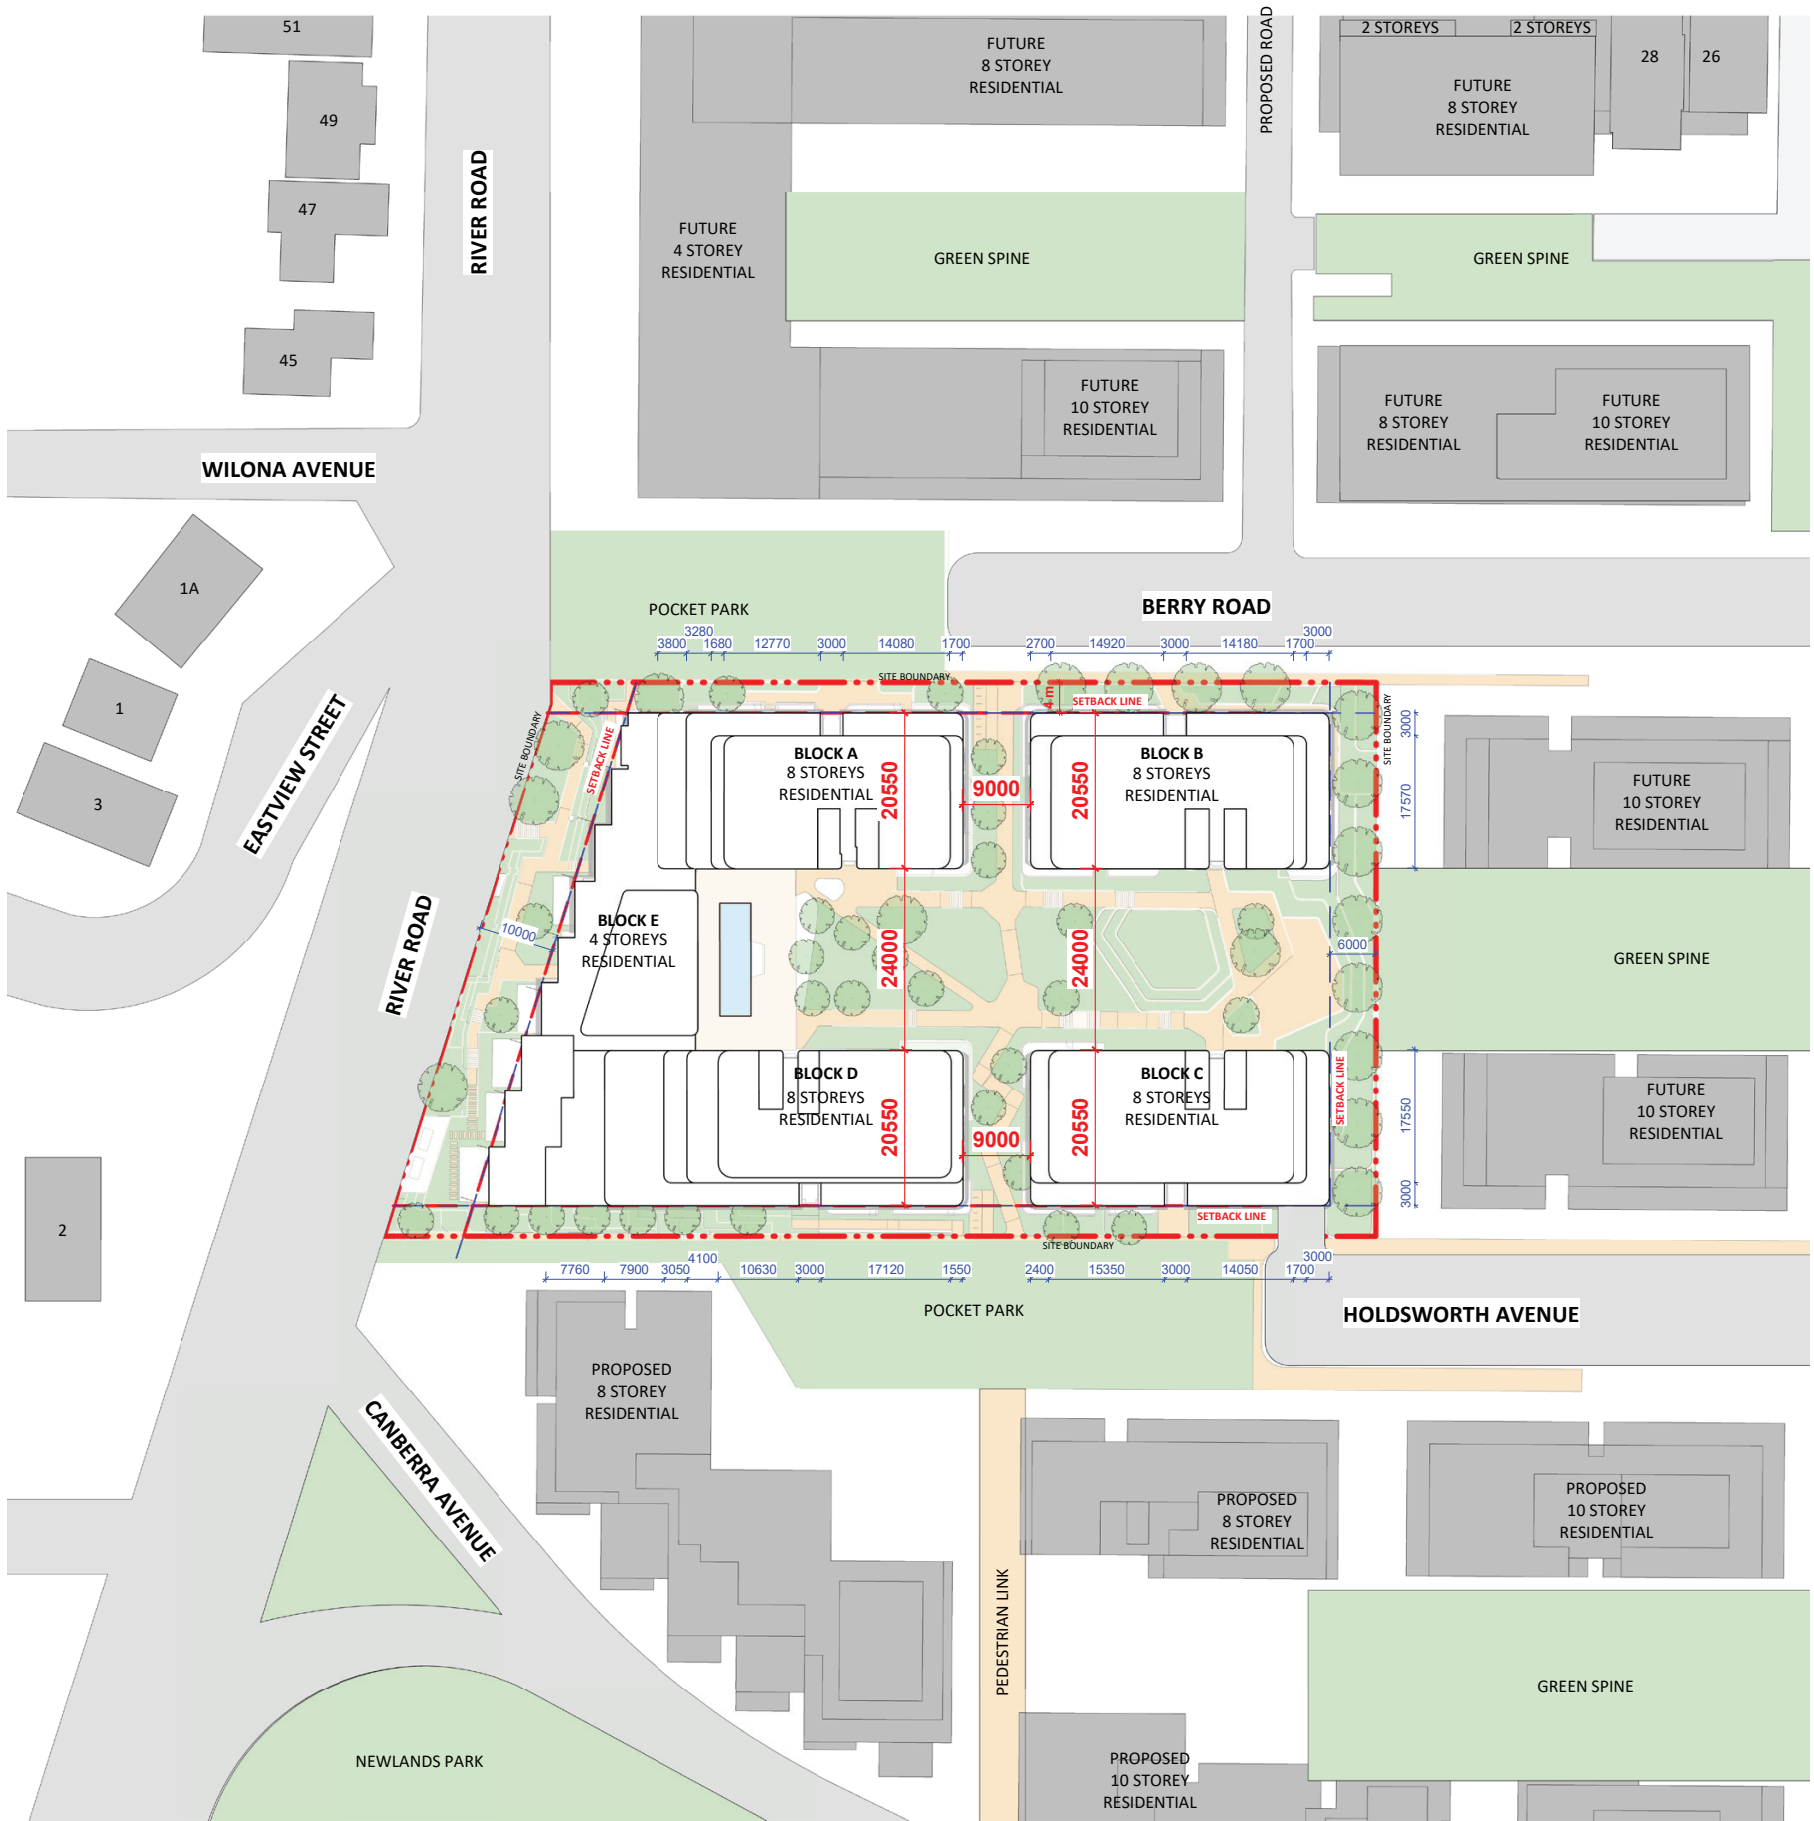 51
49
47
45
RIVER ROAD
FUTURE
8 STOREY
RESIDENTIAL
PROPOSED ROAD
2 STOREYS
2 STOREYS
FUTURE
8 STOREY
RESIDENTIAL
28
26
FUTURE
4 STOREY
RESIDENTIAL
GREEN SPINE
GREEN SPINE
FUTURE
10 STOREY
RESIDENTIAL
FUTURE
8 STOREY
RESIDENTIAL
FUTURE
10 STOREY
RESIDENTIAL
WILONA AVENUE
1A
1
3
EASTVIEW STREET
POCKET PARK
BERRY ROAD
3280
3800 1680 12770 3000 14080 1700
3000
2700 14920 3000 14180 1700
SITE BOUNDARY
4 m
SETBACK LINE
SITE BOUNDARY
SETBACK LINE
SITE BOUNDARY
BLOCK A
8 STOREYS
RESIDENTIAL
20550
9000
20550
BLOCK B
8 STOREYS
RESIDENTIAL
3000
17570
FUTURE
10 STOREY
RESIDENTIAL
RIVER ROAD
10000
BLOCK E
4 STOREYS
RESIDENTIAL
24000
24000
6000
GREEN SPINE
BLOCK D
8 STOREYS
RESIDENTIAL
20550
9000
20550
BLOCK C
8 STOREYS
RESIDENTIAL
SETBACK LINE
17550
3000
FUTURE
10 STOREY
RESIDENTIAL
2
SETBACK LINE
SITE BOUNDARY
4100
7760 7900 3050 10630 3000 17120 1550
3000
2400 15350 3000 14050 1700
POCKET PARK
HOLDSWORTH AVENUE
PROPOSED
8 STOREY
RESIDENTIAL
CANBERRA AVENUE
PROPOSED
8 STOREY
RESIDENTIAL
PROPOSED
10 STOREY
RESIDENTIAL
PEDESTRIAN LINK
GREEN SPINE
NEWLANDS PARK
PROPOSED
10 STOREY
RESIDENTIAL